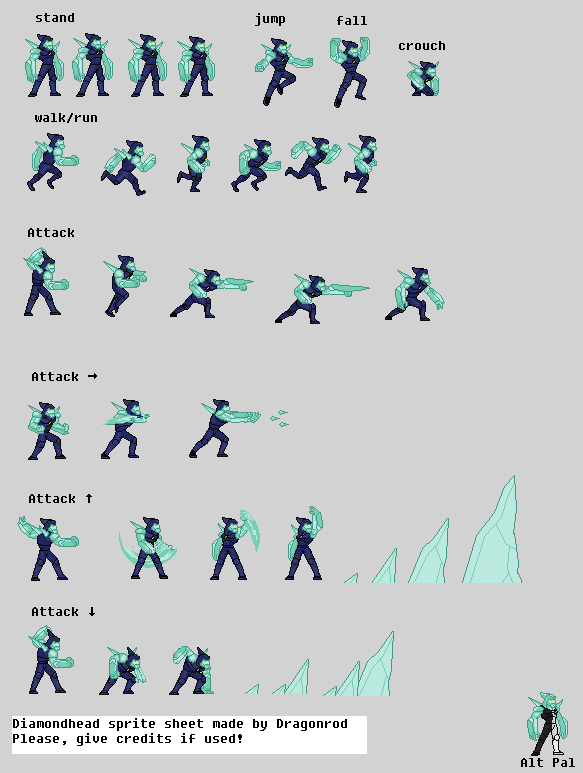 stand
jump
fall
crouch
walk/run
Attack
Attack →
Attack ↑
Attack ↓
Diamondhead sprite sheet made by Dragonrod
Please, give credits if used!
Alt Pal